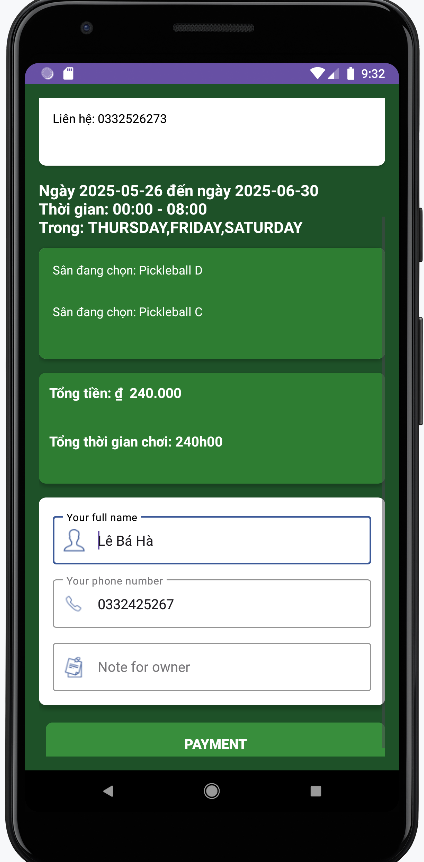 9:32
Liên hệ: 0332526273
Ngày 2025-05-26 đến ngày 2025-06-30
Thời gian: 00:00 - 08:00
Trong: THURSDAY,FRIDAY,SATURDAY
Sân đang chọn: Pickleball D
Sân đang chọn: Pickleball C
Tổng tiền: ₫ 240.000
Tổng thời gian chơi: 240h00
Your full name
Lê Bá Hà
Your phone number
0332425267
Note for owner
PAYMENT